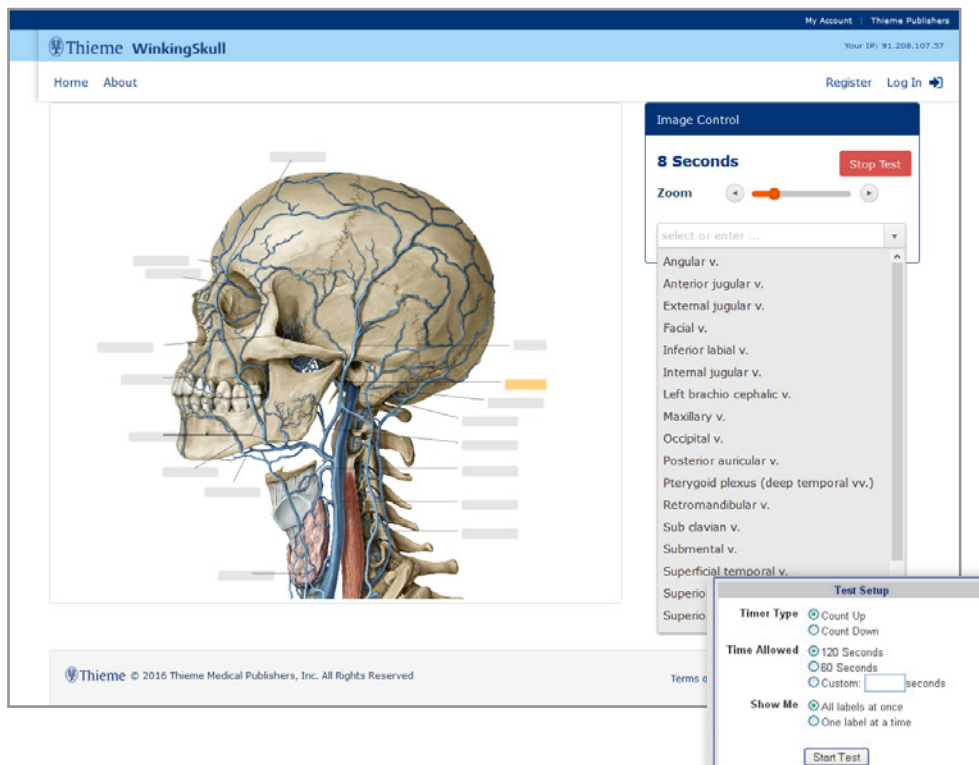 My Account | Thieme Publishers
Thieme WinkingSkull
Your IP: 91.208.107.57
Home About
Register Log In
Image Control
8 Seconds
Stop Test
Zoom
select or enter ...
Angular v.
Anterior jugular v.
External jugular v.
Facial v.
Inferior labial v.
Internal jugular v.
Left brachio cephalic v.
Maxillary v.
Occipital v.
Posterior auricular v.
Pterygoid plexus (deep temporal vv.)
Retromandibular v.
Sub clavian v.
Submental v.
Superficial temporal v.
Superio
Superio
Thieme © 2016 Thieme Medical Publishers, Inc. All Rights Reserved
Terms o
Test Setup
Timer Type Count Up
Count Down
Time Allowed 120 Seconds
60 Seconds
Custom: seconds
Show Me All labels at once
One label at a time
Start Test